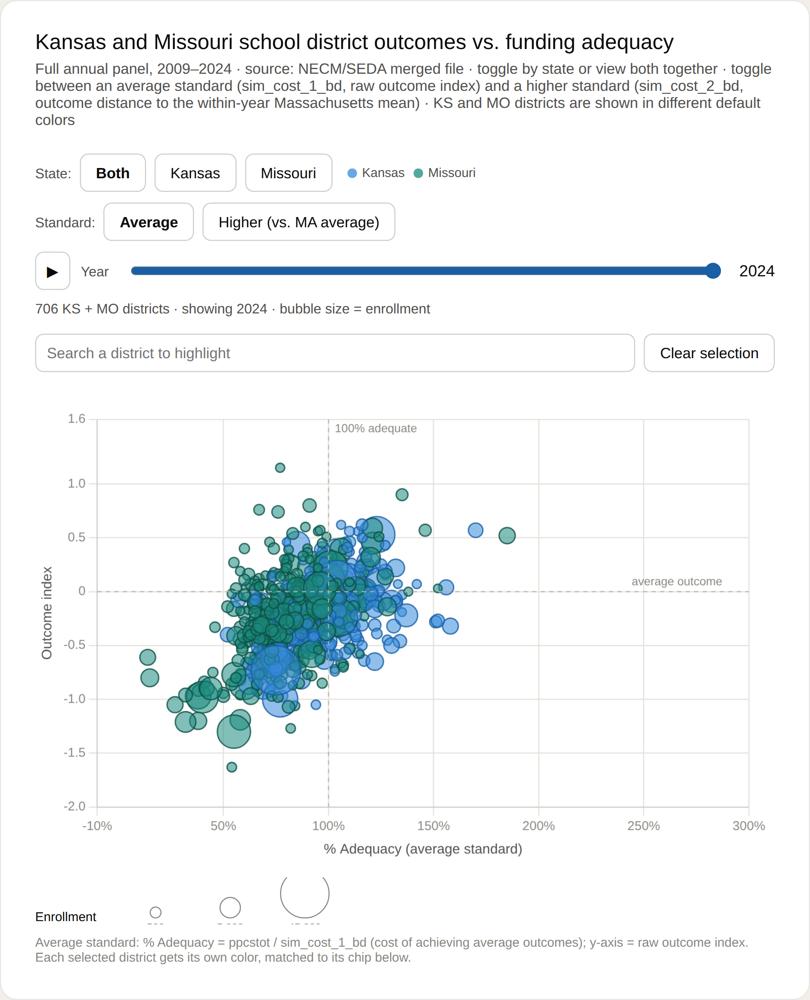 Kansas and Missouri school district outcomes vs. funding adequacy
Full annual panel, 2009–2024 · source: NECM/SEDA merged file · toggle by state or view both together · toggle
between an average standard (sim_cost_1_bd, raw outcome index) and a higher standard (sim_cost_2_bd,
outcome distance to the within-year Massachusetts mean) · KS and MO districts are shown in different default
colors
State: Both Kansas Missouri Kansas Missouri
Standard: Average Higher (vs. MA average)
▶ Year 2024
706 KS + MO districts · showing 2024 · bubble size = enrollment
Search a district to highlight Clear selection
1.6
100% adequate
1.0
0.5
average outcome
0
Outcome index
-0.5
-1.0
-1.5
-2.0
-10% 50% 100% 150% 200% 250% 300%
% Adequacy (average standard)
Enrollment
Average standard: % Adequacy = ppcstot / sim_cost_1_bd (cost of achieving average outcomes); y-axis = raw outcome index.
Each selected district gets its own color, matched to its chip below.